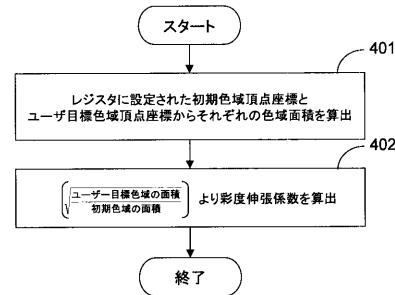 スタート
401
レジスタに設定された初期色域頂点座標と
ユーザ目標色域頂点座標からそれぞれの色域面積を算出
402
(√ユーザー目標色域の面積/初期色域の面積) より彩度伸張係数を算出
終了